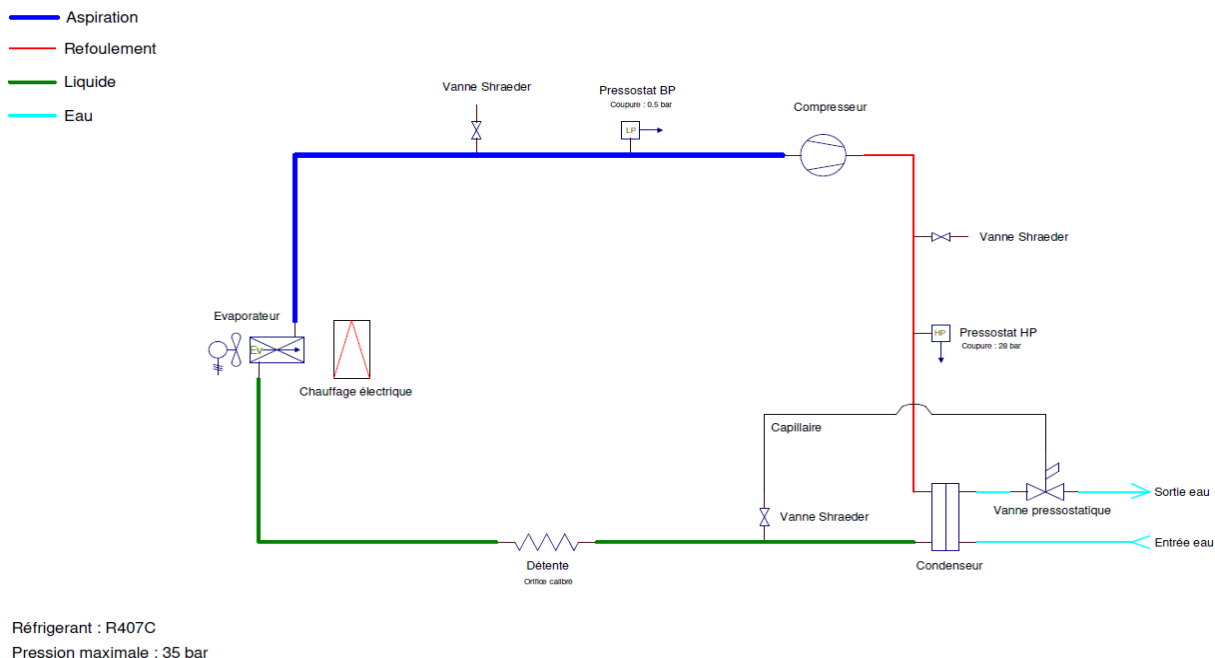 Aspiration
Refoulement
Liquide
Eau
Vanne Shraeder
Pressostat BP
Coupure : 0.5 bar
LP
Compresseur
Vanne Shraeder
HP
Pressostat HP
Coupure : 28 bar
Evaporateur
EV
Chauffage électrique
Capillaire
Sortie eau
Vanne pressostatique
Vanne Shraeder
Entrée eau
Détente
Orifice calibré
Condenseur
Réfrigerant : R407C
Pression maximale : 35 bar